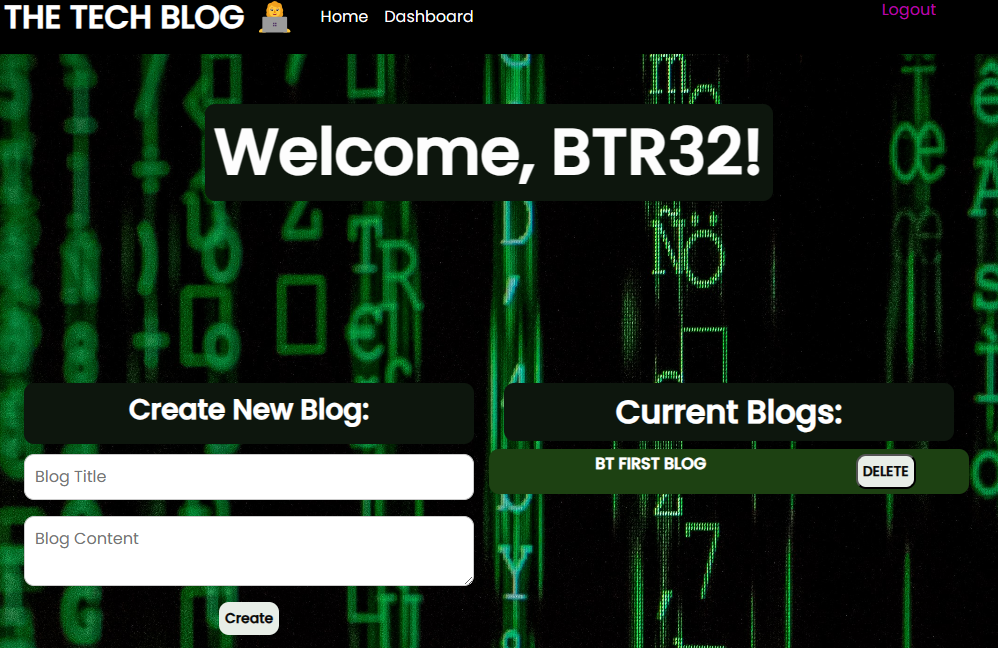 THE TECH BLOG
Home Dashboard
Logout
Welcome, BTR32!
Create New Blog:
Blog Title
Blog Content
Create
Current Blogs:
BT FIRST BLOG
DELETE